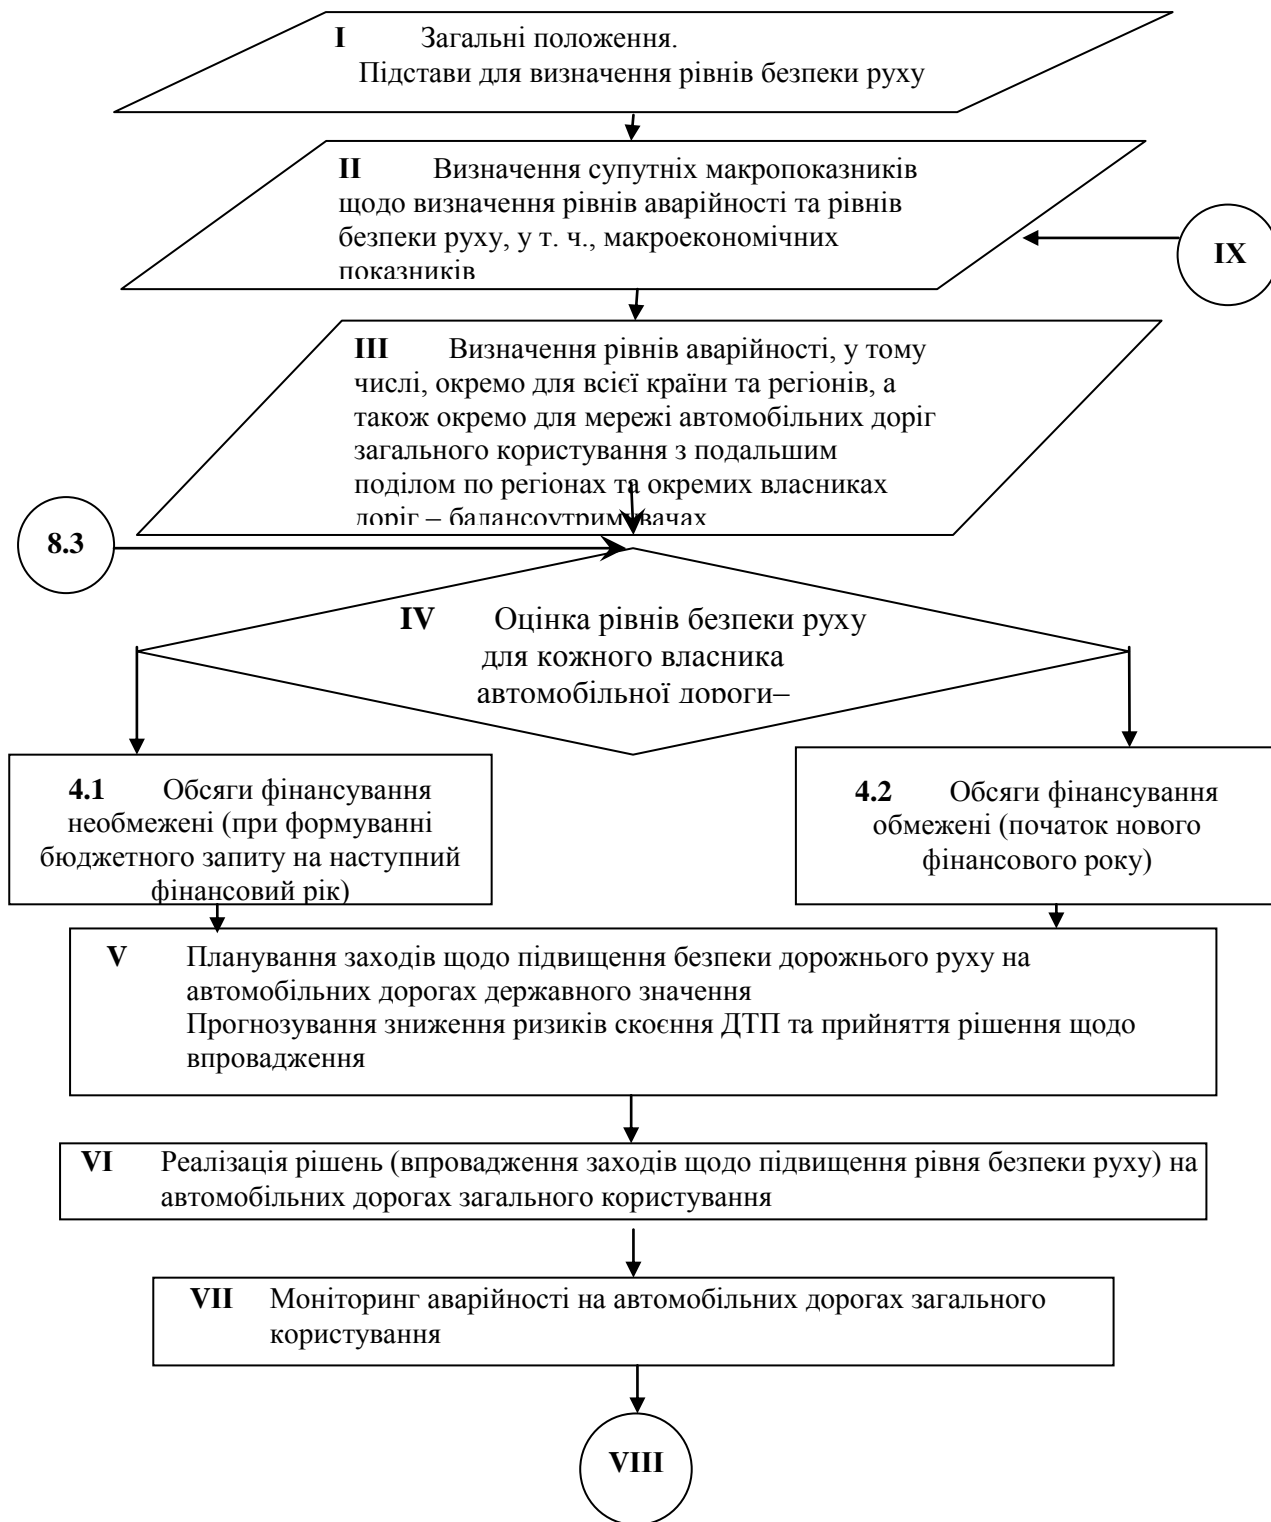 I Загальні положення.
Підстави для визначення рівнів безпеки руху
II Визначення супутніх макропоказників
щодо визначення рівнів аварійності та рівнів
безпеки руху, у т. ч., макроекономічних
показників
IX
III Визначення рівнів аварійності, у тому
числі, окремо для всієї країни та регіонів, а
також окремо для мережі автомобільних доріг
загального користування з подальшим
поділом по регіонах та окремих власниках
доріг – балансоутримувачах
8.3
IV Оцінка рівнів безпеки руху
для кожного власника
автомобільної дороги–
4.1 Обсяги фінансування
необмежені (при формуванні
бюджетного запиту на наступний
фінансовий рік)
4.2 Обсяги фінансування
обмежені (початок нового
фінансового року)
V Планування заходів щодо підвищення безпеки дорожнього руху на
автомобільних дорогах державного значення
Прогнозування зниження ризиків скоєння ДТП та прийняття рішення щодо
впровадження
VI Реалізація рішень (впровадження заходів щодо підвищення рівня безпеки руху) на
автомобільних дорогах загального користування
VII Моніторинг аварійності на автомобільних дорогах загального
користування
VIII